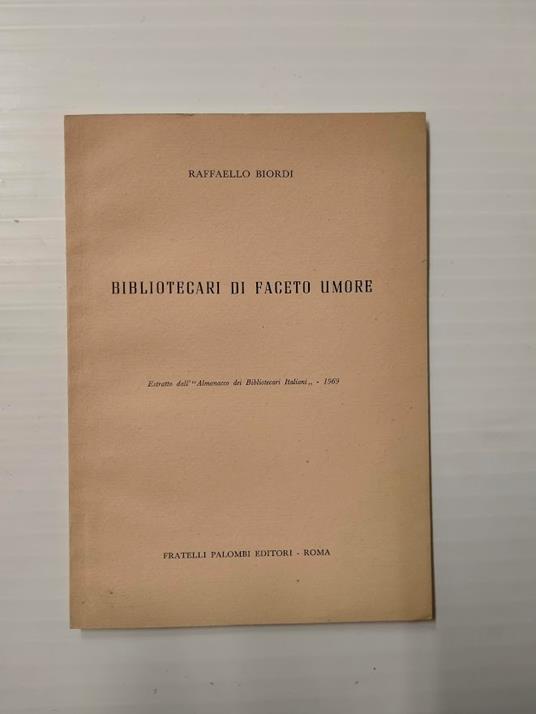 RAFFAELLO BIORDI
BIBLIOTECARI DI FACETO UMORE
Estratto dall'"Almanacco dei Bibliotecari Italiani„ - 1969
FRATELLI PALOMBI EDITORI - ROMA